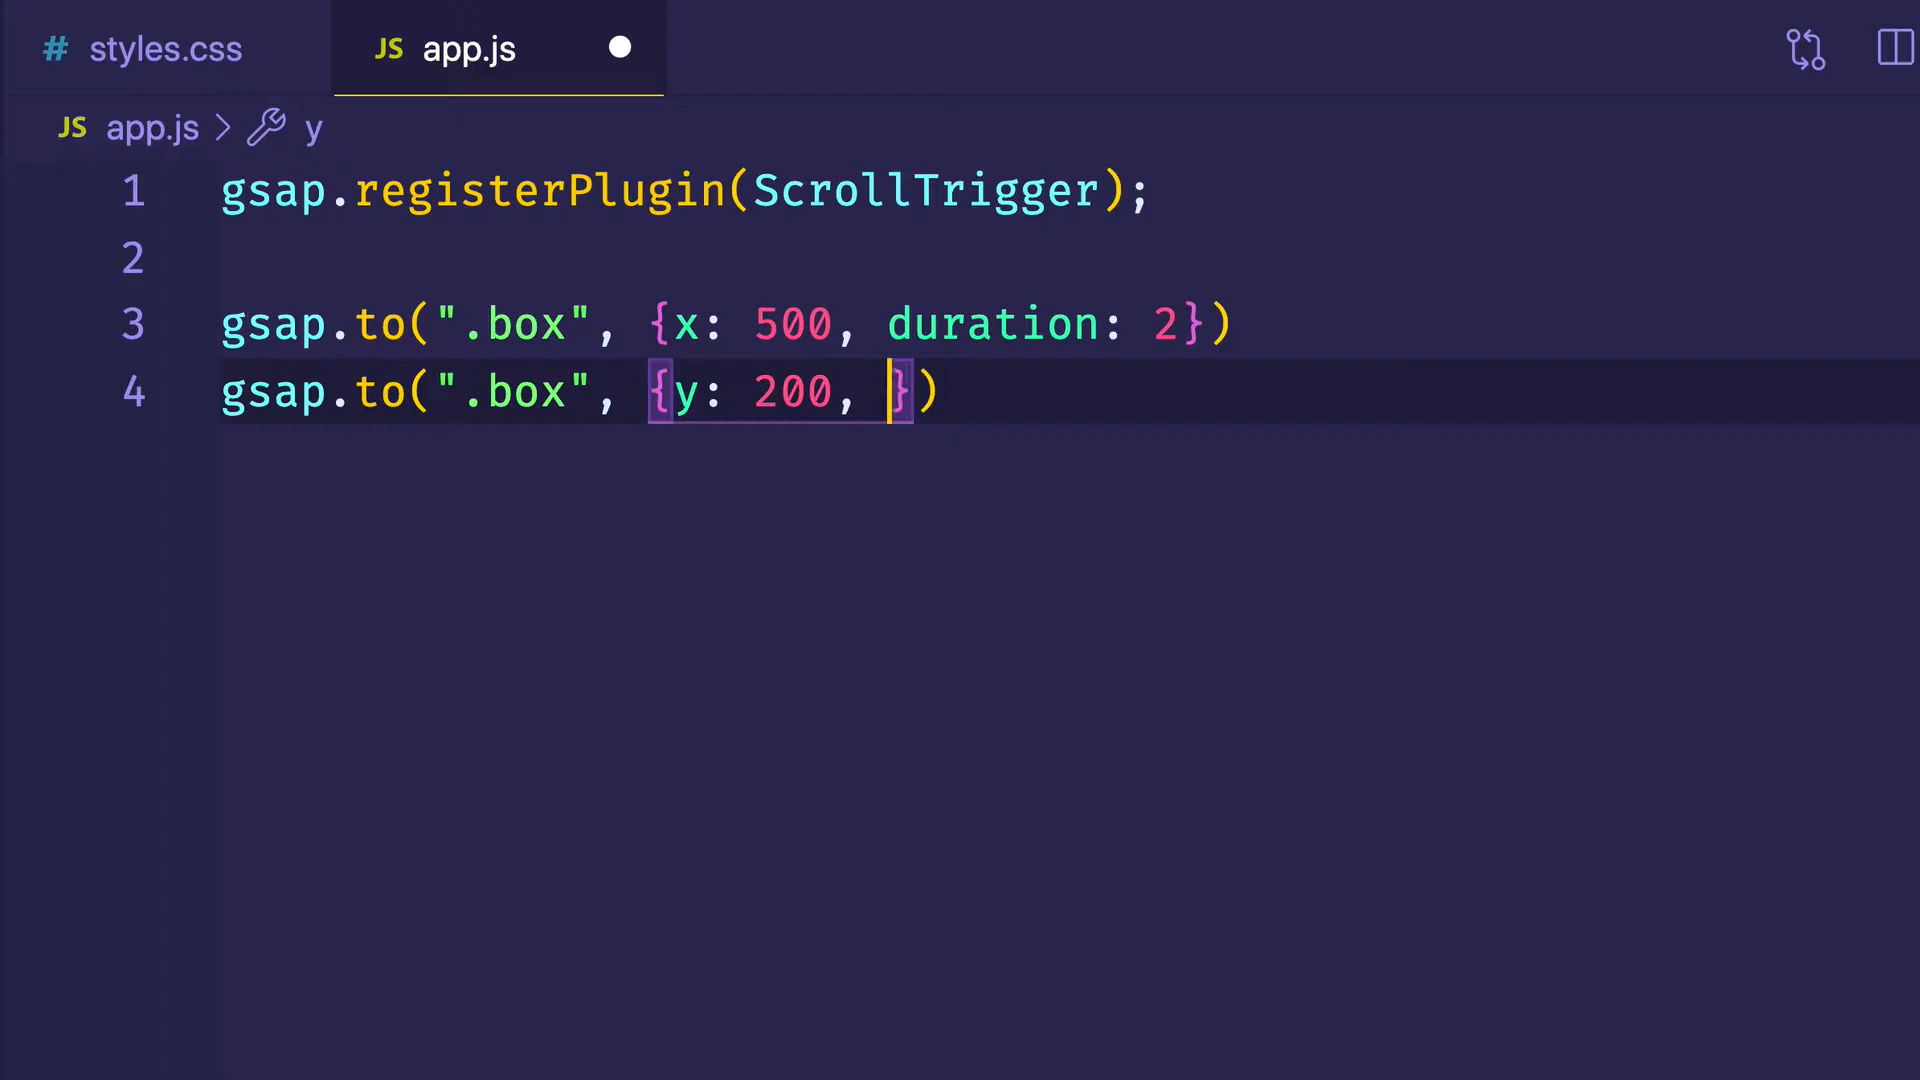 # styles.css JS app.js
JS app.js > y
1 gsap.registerPlugin(ScrollTrigger);
2
3 gsap.to(".box", {x: 500, duration: 2})
4 gsap.to(".box", {y: 200, })